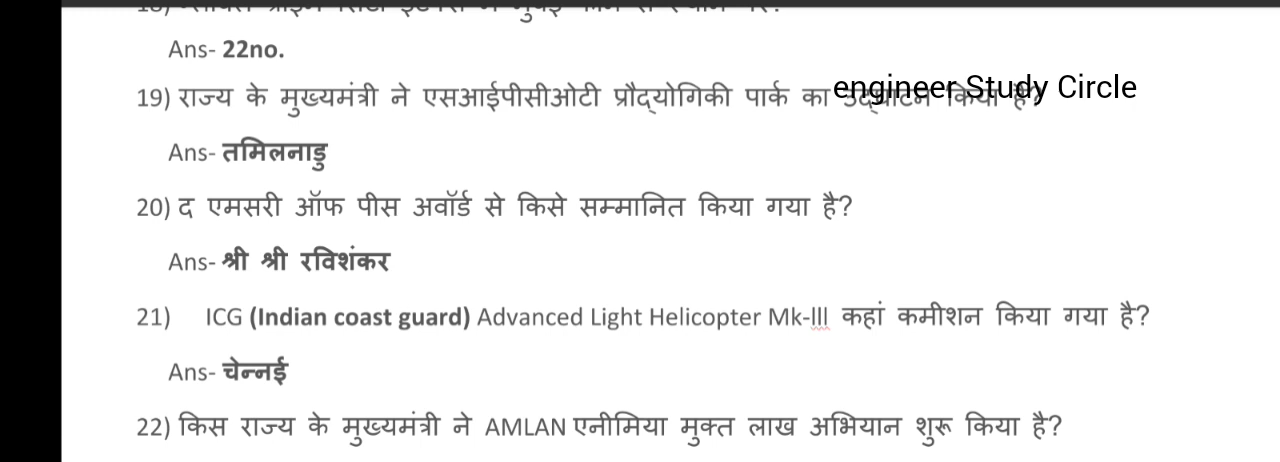 Ans- 22no.
19) राज्य के मुख्यमंत्री ने एसआईपीसीओटी प्रौद्योगिकी पार्क का उद्घाटन किया है?
engineer Study Circle
Ans- तमिलनाडु
20) द एमसरी ऑफ पीस अवॉर्ड से किसे सम्मानित किया गया है?
Ans- श्री श्री रविशंकर
21) ICG (Indian coast guard) Advanced Light Helicopter Mk-III कहां कमीशन किया गया है?
Ans- चेन्नई
22) किस राज्य के मुख्यमंत्री ने AMLAN एनीमिया मुक्त लाख अभियान शुरू किया है?